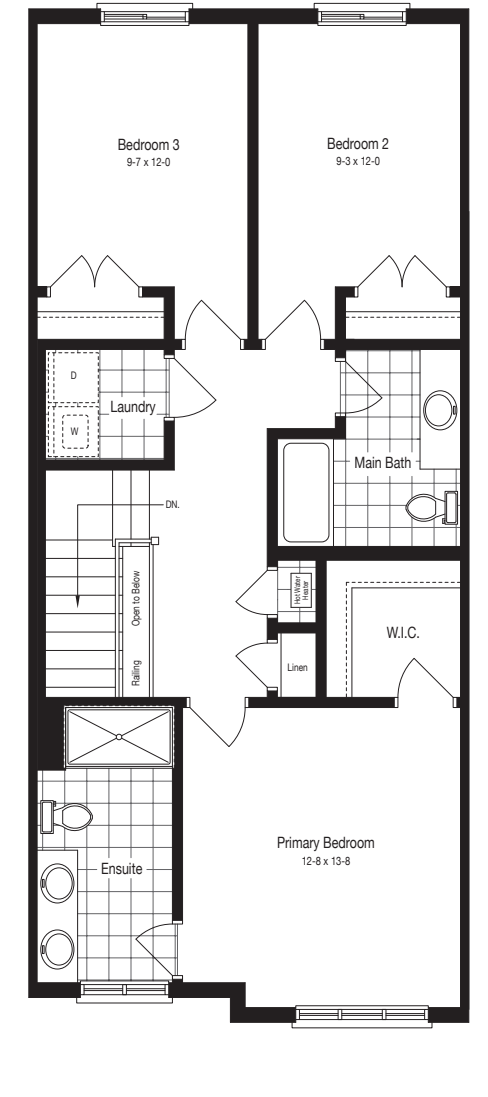 Bedroom 3
9-7 x 12-0
Bedroom 2
9-3 x 12-0
D
Laundry
W
Main Bath
DN.
Open to Below
Railing
Hot Water
Heater
W.I.C.
Linen
Primary Bedroom
12-8 x 13-8
Ensuite